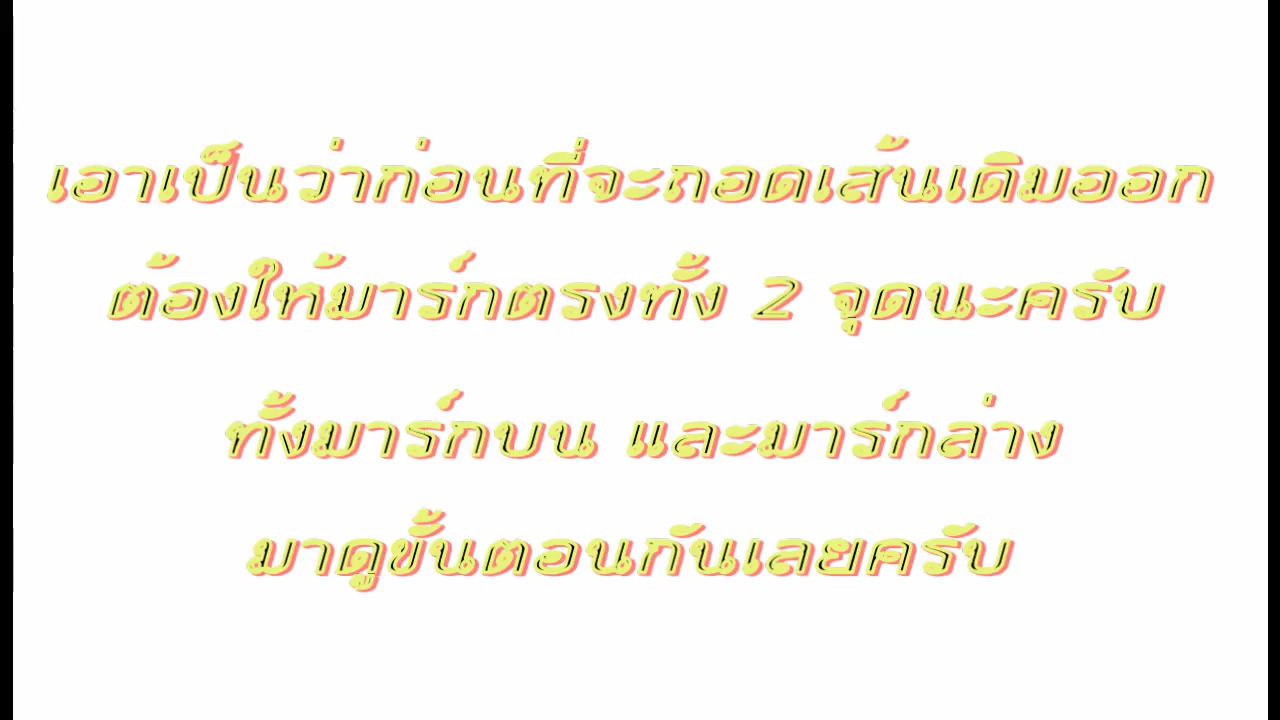 เอาเป็นว่าก่อนที่จะถอดเส้นเดิมออก
ต้องให้มาร์กตรงทั้ง 2 จุดนะครับ
ทั้งมาร์กบน และมาร์กล่าง
มาดูขั้นตอนกันเลยครับ